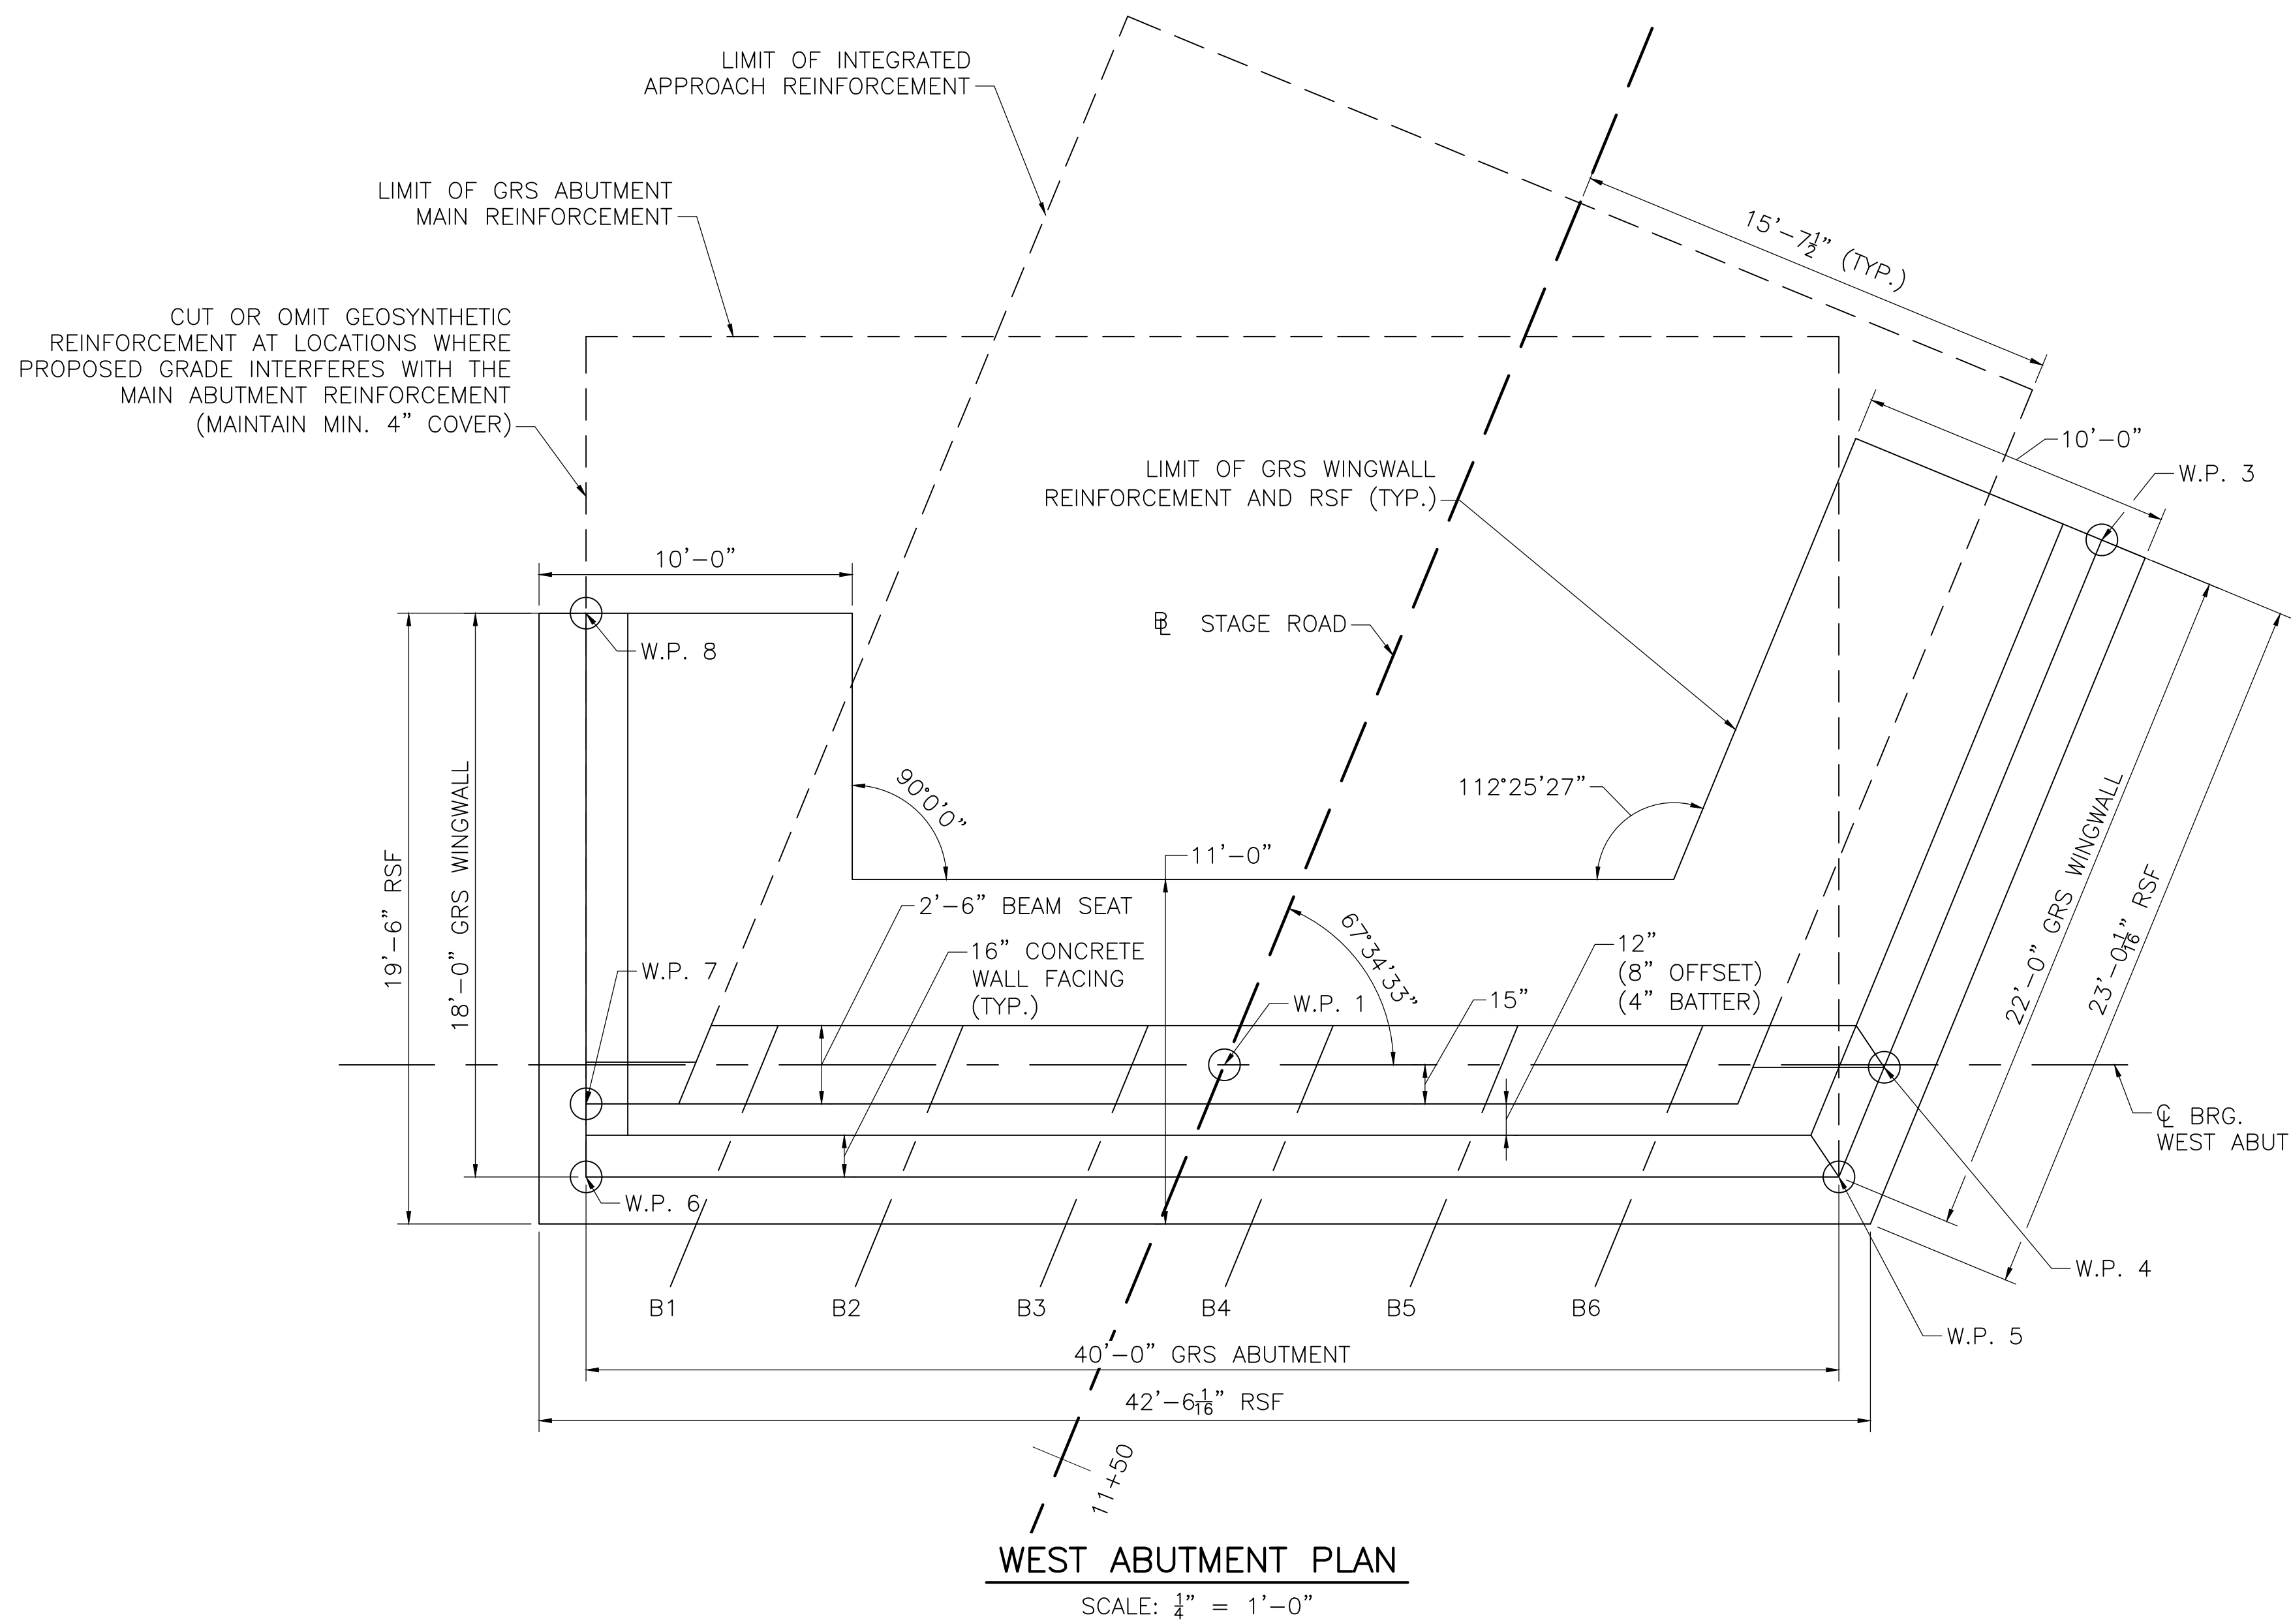 LIMIT OF INTEGRATED
APPROACH REINFORCEMENT
LIMIT OF GRS ABUTMENT
MAIN REINFORCEMENT
15'-7½" (TYP.)
CUT OR OMIT GEOSYNTHETIC
REINFORCEMENT AT LOCATIONS WHERE
PROPOSED GRADE INTERFERES WITH THE
MAIN ABUTMENT REINFORCEMENT
(MAINTAIN MIN. 4" COVER)
10'-0"
W.P. 3
LIMIT OF GRS WINGWALL
REINFORCEMENT AND RSF (TYP.)
10'-0"
W.P. 8
℄ STAGE ROAD
90°0'0"
112°25'27"
11'-0"
19'-6" RSF
18'-0" GRS WINGWALL
2'-6" BEAM SEAT
16" CONCRETE
WALL FACING
(TYP.)
67°34'33"
12"
(8" OFFSET)
(4" BATTER)
22'-0" GRS WINGWALL
23'-0 1/16" RSF
W.P. 7
W.P. 1
15"
℄ BRG.
WEST ABUT
W.P. 6
W.P. 4
B1
B2
B3
B4
B5
B6
W.P. 5
40'-0" GRS ABUTMENT
42'-6 1/16" RSF
11+50
WEST ABUTMENT PLAN
SCALE: ¼" = 1'-0"